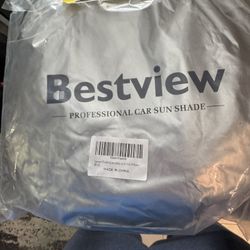 Bestview
PROFESSIONAL CAR SUN SHADE
MADE IN CHINA